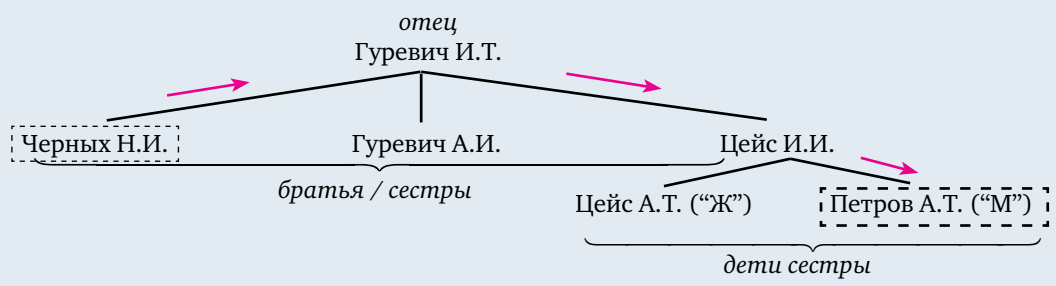 отец
Гуревич И.Т.
Черных Н.И. Гуревич А.И. Цейс И.И.
братья / сестры
Цейс А.Т. (“Ж”) Петров А.Т. (“М”)
дети сестры